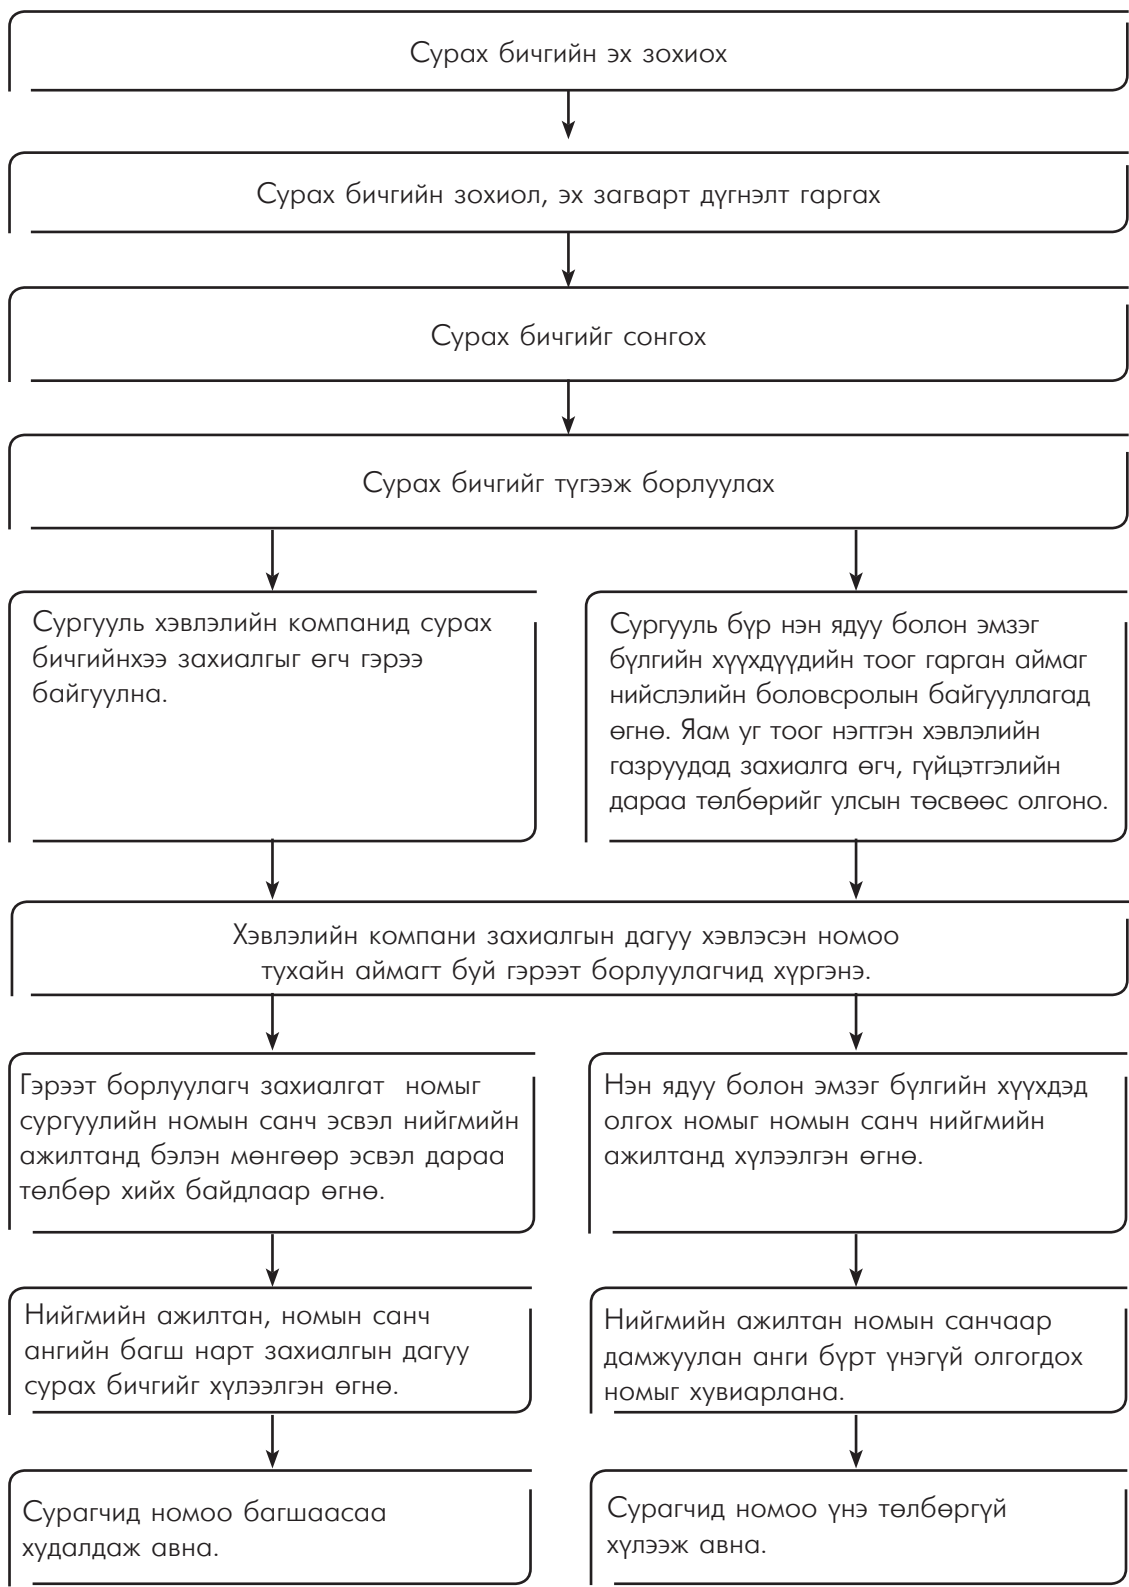 Сурах бичгийн эх зохиох
Сурах бичгийн зохиол, эх загварт дүгнэлт гаргах
Сурах бичгийг сонгох
Сурах бичгийг түгээж борлуулах
Сургууль хэвлэлийн компанид сурах
бичгийнхээ захиалгыг өгч гэрээ
байгуулна.
Сургууль бүр нэн ядуу болон эмзэг
бүлгийн хүүхдүүдийн тоог гарган аймаг
нийслэлийн боловсролын байгууллагад
өгнө. Яам уг тоог нэгтгэн хэвлэлийн
газруудад захиалга өгч, гүйцэтгэлийн
дараа төлбөрийг улсын төсвөөс олгоно.
Хэвлэлийн компани захиалгын дагуу хэвлэсэн номоо
тухайн аймагт буй гэрээт борлуулагчид хүргэнэ.
Гэрээт борлуулагч захиалгат номыг
сургуулийн номын санч эсвэл нийгмийн
ажилтанд бэлэн мөнгөөр эсвэл дараа
төлбөр хийх байдлаар өгнө.
Нэн ядуу болон эмзэг бүлгийн хүүхдэд
олгох номыг номын санч нийгмийн
ажилтанд хүлээлгэн өгнө.
Нийгмийн ажилтан, номын санч
ангийн багш нарт захиалгын дагуу
сурах бичгийг хүлээлгэн өгнө.
Нийгмийн ажилтан номын санчаар
дамжуулан анги бүрт үнэгүй олгогдох
номыг хувиарлана.
Сурагчид номоо багшаасаа
худалдаж авна.
Сурагчид номоо үнэ төлбөргүй
хүлээж авна.